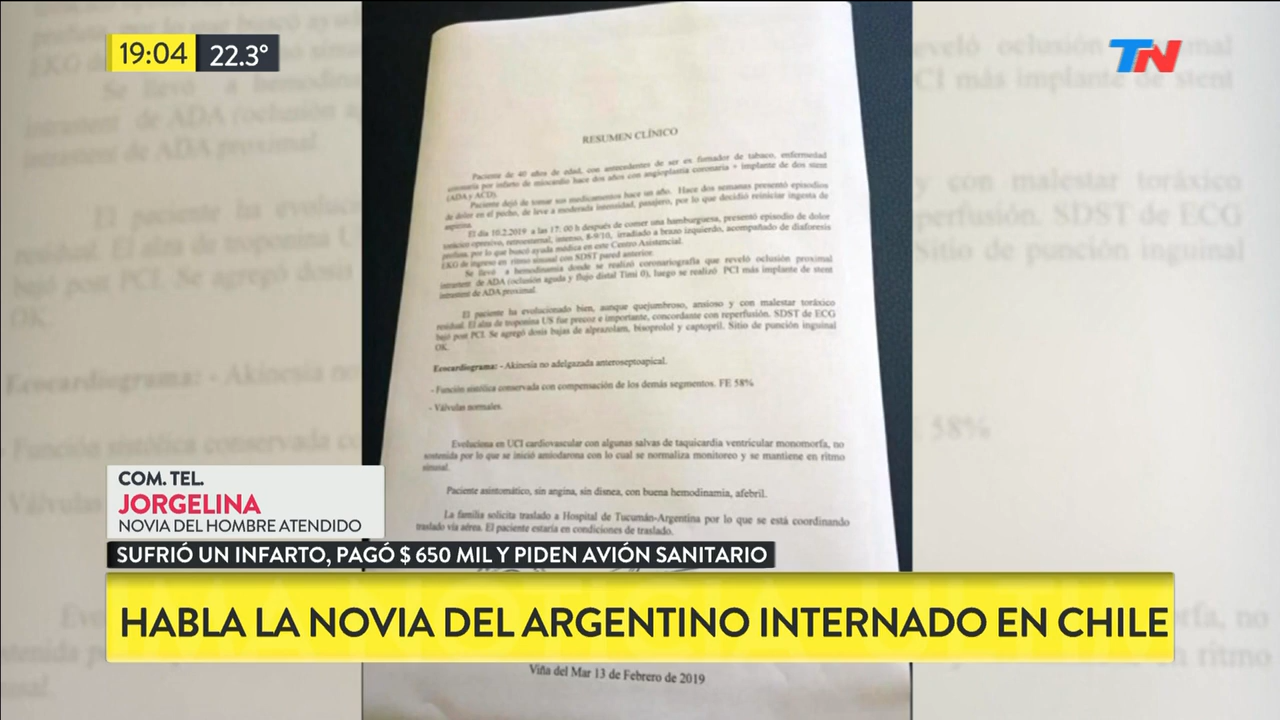 19:04 22.3°
TN
RESUMEN CLÍNICO
Paciente de 40 años de edad, con antecedentes de ser ex fumador de tabaco, enfermedad
coronaria por infarto de miocardio hace dos años con angioplastia coronaria + implante de dos stent
(ADA y ACD).
Paciente dejó de tomar sus medicamentos hace un año. Hace dos semanas presentó episodios
de dolor en el pecho, de leve a moderada intensidad, pasajero, por lo que decidió reiniciar ingesta de
aspirina.
El día 10.2.2019 a las 17:00 h después de comer una hamburguesa, presentó episodio de dolor
torácico opresivo, retroesternal, intenso, 8-9/10, irradiado a brazo izquierdo, acompañado de diaforesis
profusa, por lo que buscó ayuda médica en este Centro Asistencial.
EKG de ingreso en ritmo sinusal con SDST pared anterior.
Se llevó a hemodinamia donde se realizó coronariografía que reveló oclusión proximal
intrastent de ADA (oclusión aguda y flujo distal Timi 0), luego se realizó PCI más implante de stent
intrastent de ADA proximal.
El paciente ha evolucionado bien, aunque quejumbroso, ansioso y con malestar toráxico
residual. El alza de troponina US fue precoz e importante, concordante con reperfusión. SDST de ECG
bajó post PCI. Se agregó dosis bajas de alprazolam, bisoprolol y captopril. Sitio de punción inguinal
OK.
Ecocardiograma: - Akinesia no adelgazada anteroseptoapical.
- Función sistólica conservada con compensación de los demás segmentos. FE 58%
- Válvulas normales.
Evoluciona en UCI cardiovascular con algunas salvas de taquicardia ventricular monomorfa, no
sostenida por lo que se inició amiodarona con lo cual se normaliza monitoreo y se mantiene en ritmo
sinusal.
Paciente asintomático, sin angina, sin disnea, con buena hemodinamia, afebril.
La familia solicita traslado a Hospital de Tucumán-Argentina por lo que se está coordinando
traslado vía aérea. El paciente estaría en condiciones de traslado.
COM. TEL.
JORGELINA
NOVIA DEL HOMBRE ATENDIDO
SUFRIÓ UN INFARTO, PAGÓ $ 650 MIL Y PIDEN AVIÓN SANITARIO
HABLA LA NOVIA DEL ARGENTINO INTERNADO EN CHILE
Viña del Mar 13 de Febrero de 2019